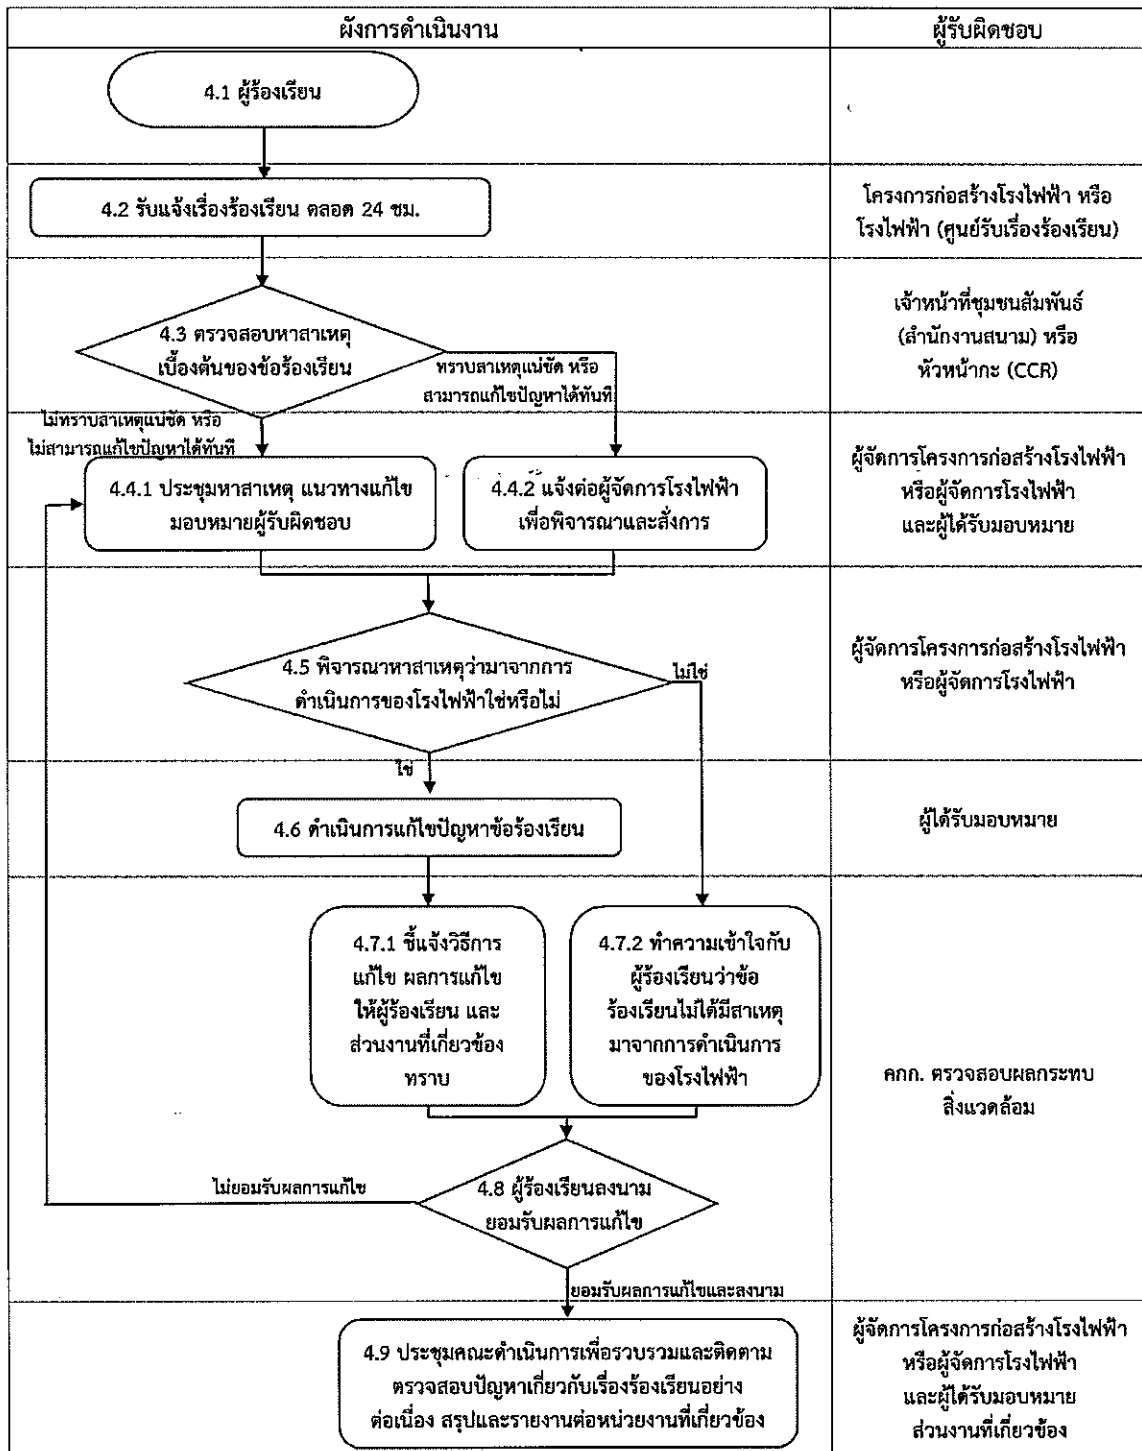 ผังการดำเนินงาน
ผู้รับผิดชอบ
4.1 ผู้ร้องเรียน
4.2 รับแจ้งเรื่องร้องเรียน ตลอด 24 ชม.
โครงการก่อสร้างโรงไฟฟ้า หรือ
โรงไฟฟ้า (ศูนย์รับเรื่องร้องเรียน)
4.3 ตรวจสอบหาสาเหตุ
เบื้องต้นของข้อร้องเรียน
เจ้าหน้าที่ชุมชนสัมพันธ์
(สำนักงานสนาม) หรือ
หัวหน้ากะ (CCR)
ทราบสาเหตุแน่ชัด หรือ
สามารถแก้ไขปัญหาได้ทันที
ไม่ทราบสาเหตุแน่ชัด หรือ
ไม่สามารถแก้ไขปัญหาได้ทันที
4.4.1 ประชุมหาสาเหตุ แนวทางแก้ไข
มอบหมายผู้รับผิดชอบ
4.4.2 แจ้งต่อผู้จัดการโรงไฟฟ้า
เพื่อพิจารณาและสั่งการ
ผู้จัดการโครงการก่อสร้างโรงไฟฟ้า
หรือผู้จัดการโรงไฟฟ้า
และผู้ได้รับมอบหมาย
4.5 พิจารณาหาสาเหตุว่ามาจากการ
ดำเนินการของโรงไฟฟ้าใช่หรือไม่
ไม่ใช่
ผู้จัดการโครงการก่อสร้างโรงไฟฟ้า
หรือผู้จัดการโรงไฟฟ้า
ใช่
4.6 ดำเนินการแก้ไขปัญหาข้อร้องเรียน
ผู้ได้รับมอบหมาย
4.7.1 ชี้แจงวิธีการ
แก้ไข ผลการแก้ไข
ให้ผู้ร้องเรียน และ
ส่วนงานที่เกี่ยวข้อง
ทราบ
4.7.2 ทำความเข้าใจกับ
ผู้ร้องเรียนว่าข้อ
ร้องเรียนไม่ได้มีสาเหตุ
มาจากการดำเนินการ
ของโรงไฟฟ้า
คกก. ตรวจสอบผลกระทบ
สิ่งแวดล้อม
ไม่ยอมรับผลการแก้ไข
4.8 ผู้ร้องเรียนลงนาม
ยอมรับผลการแก้ไข
ยอมรับผลการแก้ไขและลงนาม
4.9 ประชุมคณะดำเนินการเพื่อรวบรวมและติดตาม
ตรวจสอบปัญหาเกี่ยวกับเรื่องร้องเรียนอย่าง
ต่อเนื่อง สรุปและรายงานต่อหน่วยงานที่เกี่ยวข้อง
ผู้จัดการโครงการก่อสร้างโรงไฟฟ้า
หรือผู้จัดการโรงไฟฟ้า
และผู้ได้รับมอบหมาย
ส่วนงานที่เกี่ยวข้อง